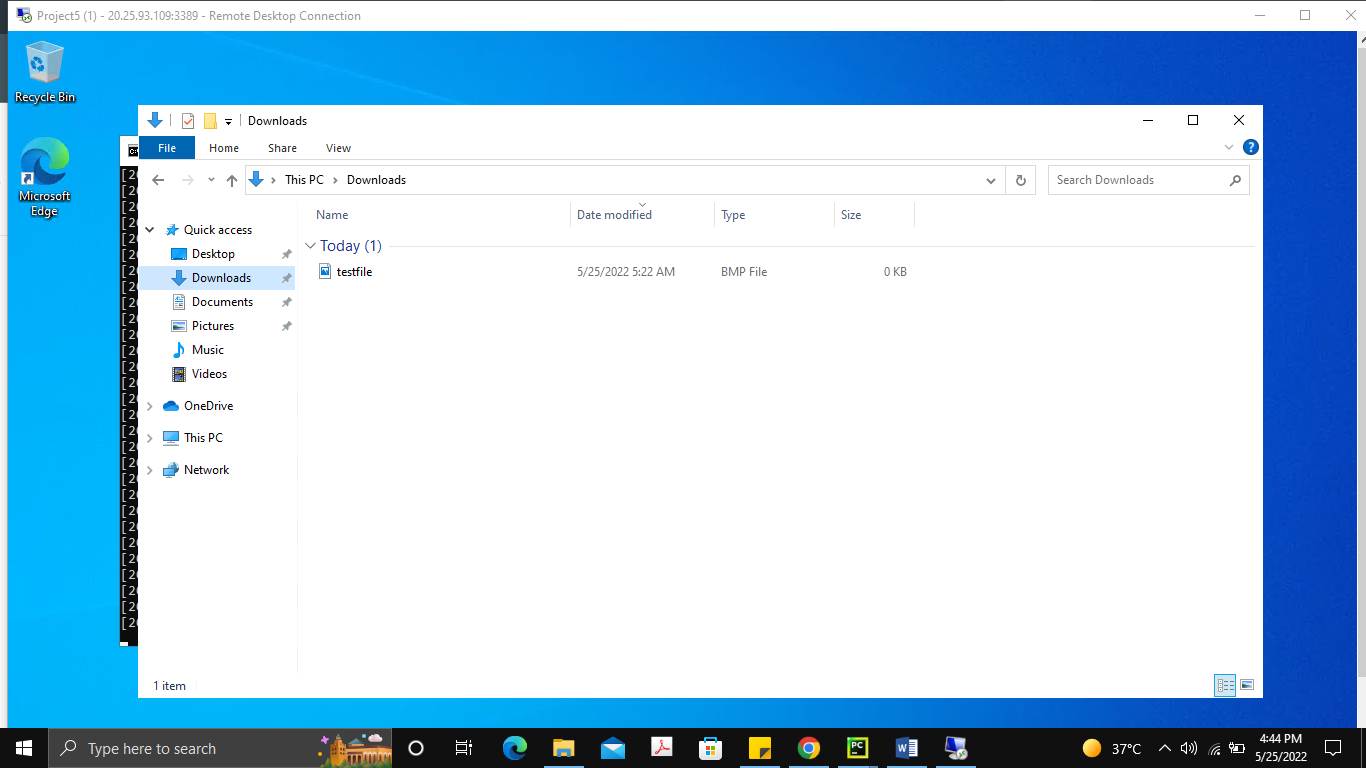 Project5 (1) - 20.25.93.109:3389 - Remote Desktop Connection
Recycle Bin
Microsoft
Edge
Downloads
File Home Share View
This PC Downloads
Search Downloads
Name Date modified Type Size
Quick access
Desktop
Downloads
Documents
Pictures
Music
Videos
OneDrive
This PC
Network
Today (1)
testfile 5/25/2022 5:22 AM BMP File 0 KB
1 item
Type here to search
37°C
4:44 PM
5/25/2022